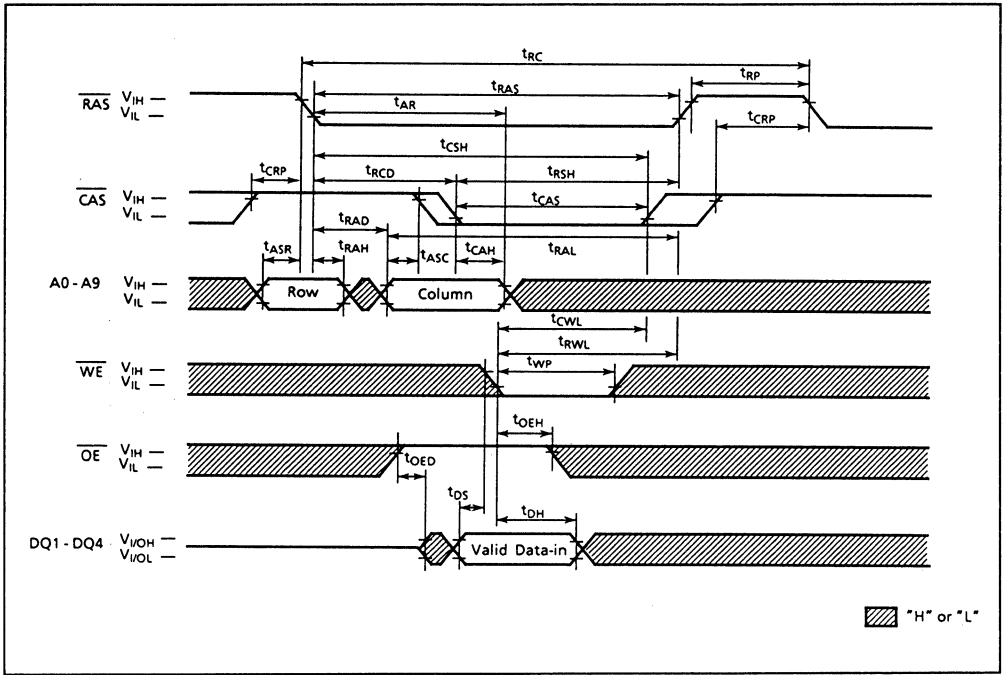 tRC
tRP
RAS VIH VIL
tRAS
tAR
tCRP
tCSH
tCRP
tRCD
tRSH
CAS VIH VIL
tCAS
tRAD
tRAL
tASR
tRAH
tASC
tCAH
A0 - A9 VIH VIL
Row
Column
tCWL
tRWL
WE VIH VIL
tWP
tOEH
OE VIH VIL
tOED
tDS
tDH
DQ1 - DQ4 VI/OH VI/OL
Valid Data-in
"H" or "L"